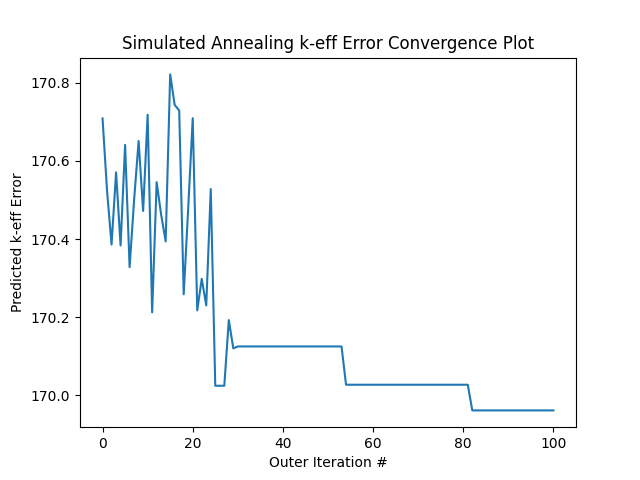 Simulated Annealing k-eff Error Convergence Plot
170.8
170.6
170.4
170.2
170.0
Predicted k-eff Error
0 20 40 60 80 100
Outer Iteration #